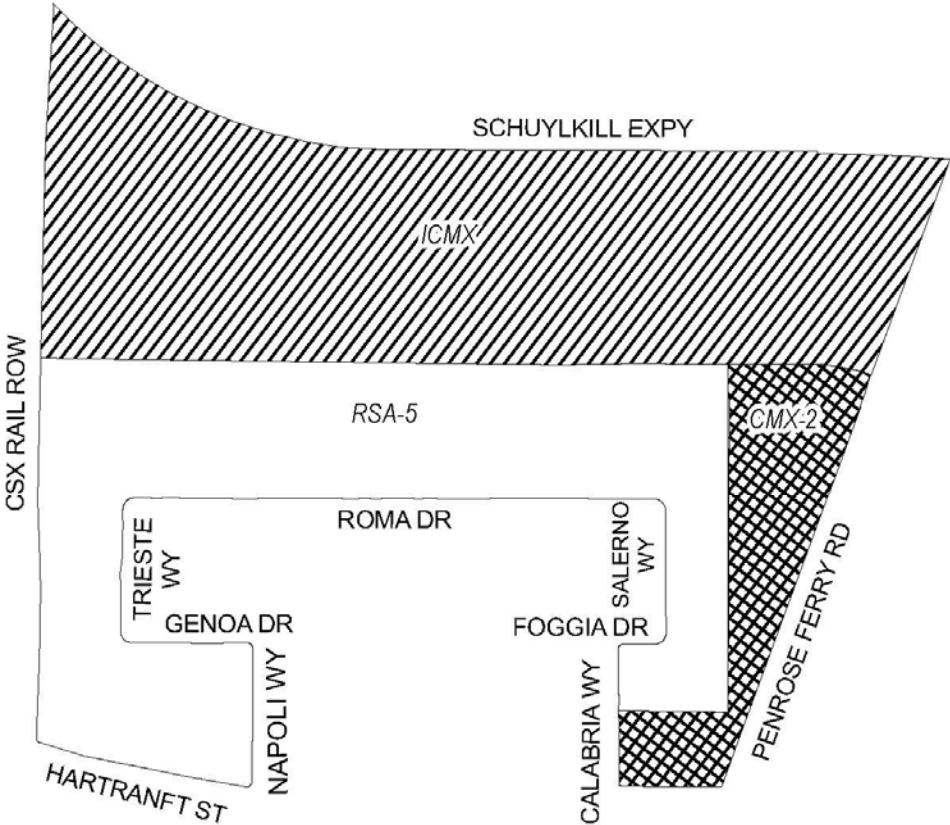 SCHUYLKILL EXPY
ICMX
CSX RAIL ROW
RSA-5
CMX-2
ROMA DR
TRIESTE
WY
SALERNO
WY
GENOA DR
FOGGIA DR
NAPOLI WY
CALABRIA WY
PENROSE FERRY RD
HARTRANFT ST